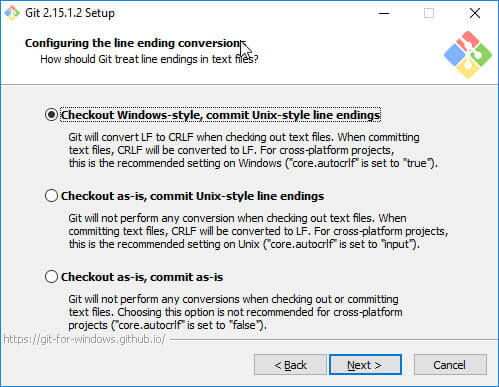 Git 2.15.1.2 Setup
Configuring the line ending conversions
How should Git treat line endings in text files?
Checkout Windows-style, commit Unix-style line endings
Git will convert LF to CRLF when checking out text files. When committing
text files, CRLF will be converted to LF. For cross-platform projects,
this is the recommended setting on Windows ("core.autocrlf" is set to "true").
Checkout as-is, commit Unix-style line endings
Git will not perform any conversion when checking out text files. When
committing text files, CRLF will be converted to LF. For cross-platform projects,
this is the recommended setting on Unix ("core.autocrlf" is set to "input").
Checkout as-is, commit as-is
Git will not perform any conversions when checking out or committing
text files. Choosing this option is not recommended for cross-platform
projects ("core.autocrlf" is set to "false").
https://git-for-windows.github.io/
< Back
Next >
Cancel